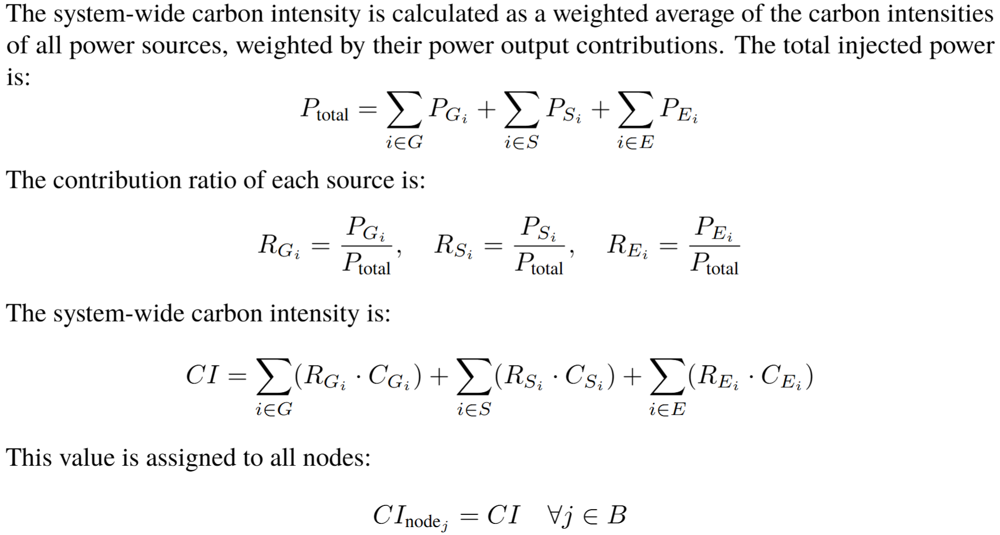 The system-wide carbon intensity is calculated as a weighted average of the carbon intensities
of all power sources, weighted by their power output contributions. The total injected power
is:
$$P_{\text{total}} = \sum_{i \in G} P_{G_i} + \sum_{i \in S} P_{S_i} + \sum_{i \in E} P_{E_i}$$
The contribution ratio of each source is:
$$R_{G_i} = \frac{P_{G_i}}{P_{\text{total}}}, \quad R_{S_i} = \frac{P_{S_i}}{P_{\text{total}}}, \quad R_{E_i} = \frac{P_{E_i}}{P_{\text{total}}}$$
The system-wide carbon intensity is:
$$CI = \sum_{i \in G} (R_{G_i} \cdot C_{G_i}) + \sum_{i \in S} (R_{S_i} \cdot C_{S_i}) + \sum_{i \in E} (R_{E_i} \cdot C_{E_i})$$
This value is assigned to all nodes:
$$CI_{\text{node}_j} = CI \quad \forall j \in B$$